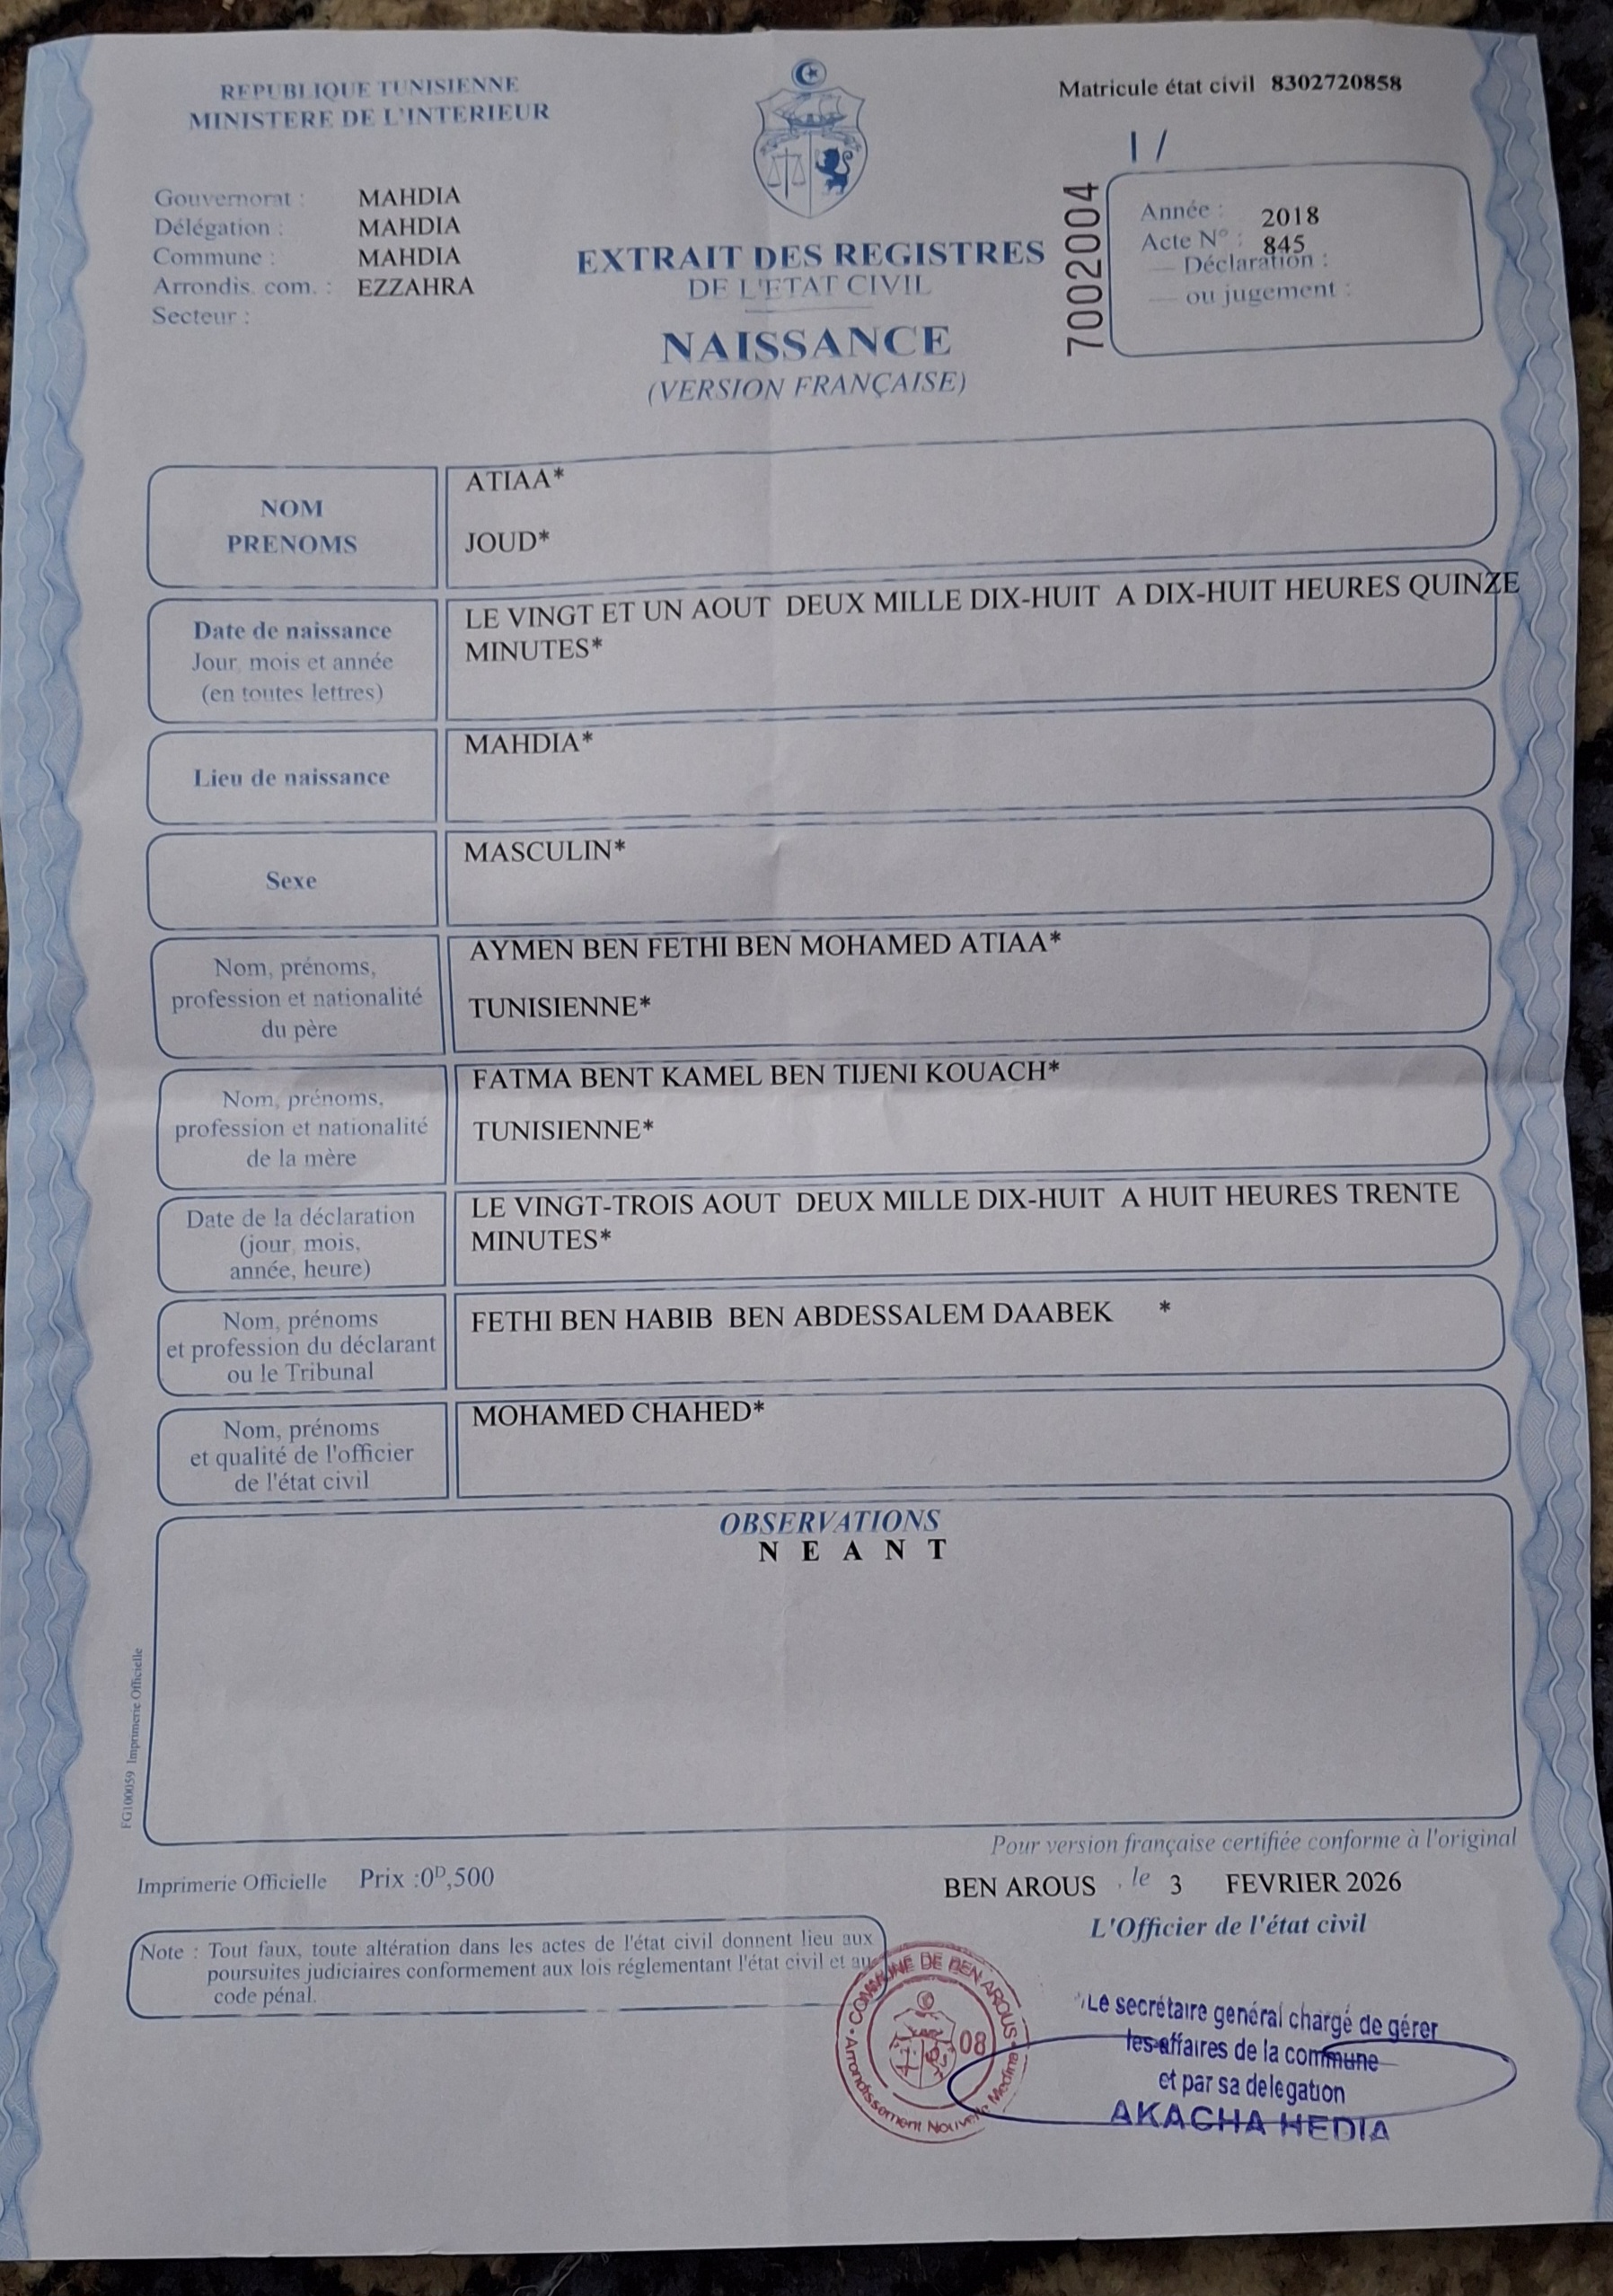 REPUBLIQUE TUNISIENNE
MINISTERE DE L'INTERIEUR
Matricule état civil 8302720858
1 /
Gouvernorat : MAHDIA
Délégation : MAHDIA
Commune : MAHDIA
Arrondis. com. : EZZAHRA
Secteur :
EXTRAIT DES REGISTRES
DE L'ETAT CIVIL
NAISSANCE
(VERSION FRANÇAISE)
7002004
Année : 2018
Acte N° : 845
— Déclaration :
— ou jugement :
NOM
PRENOMS
ATIAA*
JOUD*
Date de naissance
Jour, mois et année
(en toutes lettres)
LE VINGT ET UN AOUT DEUX MILLE DIX-HUIT A DIX-HUIT HEURES QUINZE
MINUTES*
Lieu de naissance
MAHDIA*
Sexe
MASCULIN*
Nom, prénoms,
profession et nationalité
du père
AYMEN BEN FETHI BEN MOHAMED ATIAA*
TUNISIENNE*
Nom, prénoms,
profession et nationalité
de la mère
FATMA BENT KAMEL BEN TIJENI KOUACH*
TUNISIENNE*
Date de la déclaration
(jour, mois,
année, heure)
LE VINGT-TROIS AOUT DEUX MILLE DIX-HUIT A HUIT HEURES TRENTE
MINUTES*
Nom, prénoms
et profession du déclarant
ou le Tribunal
FETHI BEN HABIB BEN ABDESSALEM DAABEK *
Nom, prénoms
et qualité de l'officier
de l'état civil
MOHAMED CHAHED*
OBSERVATIONS
N E A N T
FG100059 Imprimerie Officielle
Pour version française certifiée conforme à l'original
Imprimerie Officielle Prix :0D,500
BEN AROUS , le 3 FEVRIER 2026
L'Officier de l'état civil
Note : Tout faux, toute altération dans les actes de l'état civil donnent lieu aux
poursuites judiciaires conformement aux lois réglementant l'état civil et au
code pénal.
COMMUNE DE BEN AROUS
08
Arrondissement Nouvelle Medina
Le secrétaire general chargé de gérer
les affaires de la commune
et par sa delegation
AKACHA HEDIA